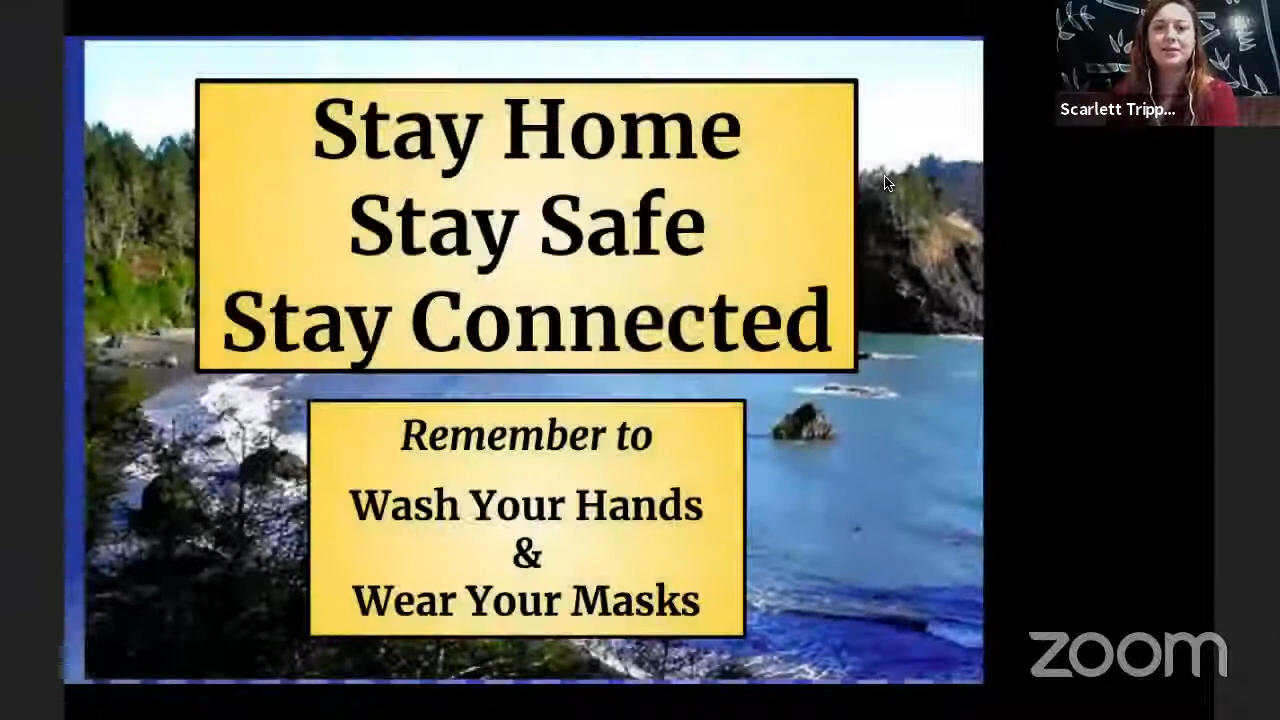 Stay Home
Stay Safe
Stay Connected
Remember to
Wash Your Hands
&
Wear Your Masks
Scarlett Tripp...
zoom